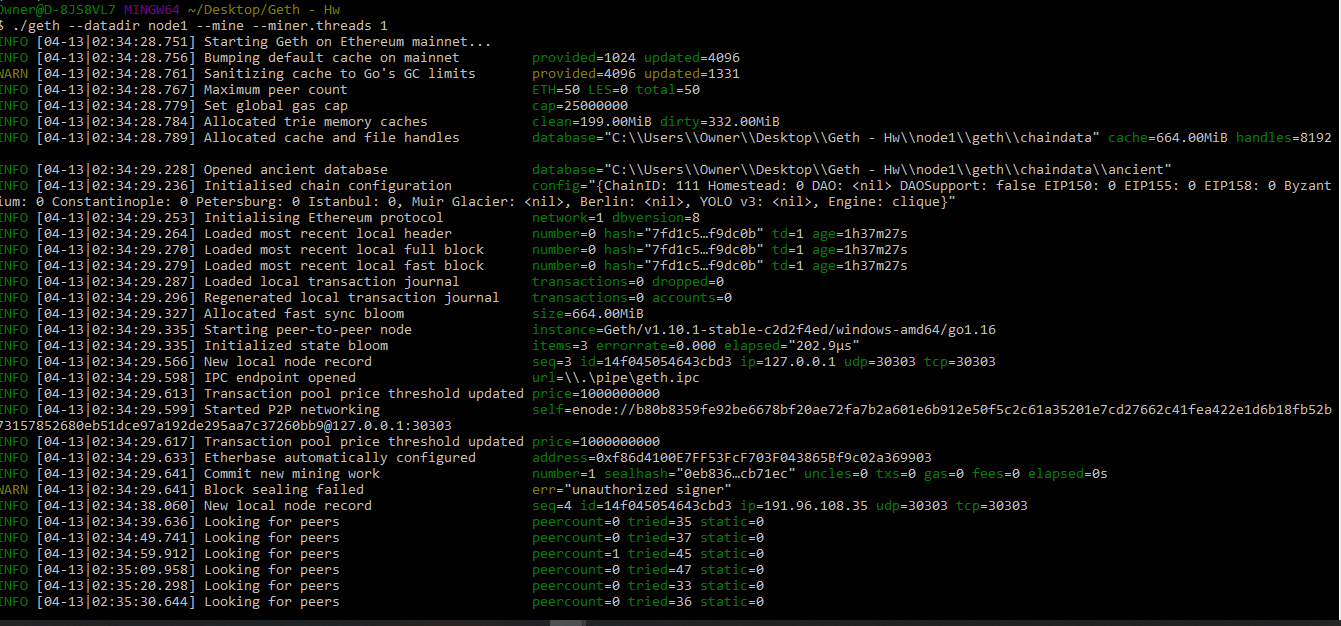 Owner@D-8JS8VL7 MINGW64 ~/Desktop/Geth - Hw
$ ./geth --datadir node1 --mine --miner.threads 1
INFO [04-13|02:34:28.751] Starting Geth on Ethereum mainnet...
INFO [04-13|02:34:28.756] Bumping default cache on mainnet provided=1024 updated=4096
WARN [04-13|02:34:28.761] Sanitizing cache to Go's GC limits provided=4096 updated=1331
INFO [04-13|02:34:28.767] Maximum peer count ETH=50 LES=0 total=50
INFO [04-13|02:34:28.779] Set global gas cap cap=25000000
INFO [04-13|02:34:28.784] Allocated trie memory caches clean=199.00MiB dirty=332.00MiB
INFO [04-13|02:34:28.789] Allocated cache and file handles database="C:\\Users\\Owner\\Desktop\\Geth - Hw\\node1\\geth\\chaindata" cache=664.00MiB handles=8192
INFO [04-13|02:34:29.228] Opened ancient database database="C:\\Users\\Owner\\Desktop\\Geth - Hw\\node1\\geth\\chaindata\\ancient"
INFO [04-13|02:34:29.236] Initialised chain configuration config="{ChainID: 111 Homestead: 0 DAO: <nil> DAOSupport: false EIP150: 0 EIP155: 0 EIP158: 0 Byzant
ium: 0 Constantinople: 0 Petersburg: 0 Istanbul: 0, Muir Glacier: <nil>, Berlin: <nil>, YOLO v3: <nil>, Engine: clique}"
INFO [04-13|02:34:29.253] Initialising Ethereum protocol network=1 dbversion=8
INFO [04-13|02:34:29.264] Loaded most recent local header number=0 hash="7fd1c5…f9dc0b" td=1 age=1h37m27s
INFO [04-13|02:34:29.270] Loaded most recent local full block number=0 hash="7fd1c5…f9dc0b" td=1 age=1h37m27s
INFO [04-13|02:34:29.279] Loaded most recent local fast block number=0 hash="7fd1c5…f9dc0b" td=1 age=1h37m27s
INFO [04-13|02:34:29.287] Loaded local transaction journal transactions=0 dropped=0
INFO [04-13|02:34:29.296] Regenerated local transaction journal transactions=0 accounts=0
INFO [04-13|02:34:29.327] Allocated fast sync bloom size=664.00MiB
INFO [04-13|02:34:29.335] Starting peer-to-peer node instance=Geth/v1.10.1-stable-c2d2f4ed/windows-amd64/go1.16
INFO [04-13|02:34:29.335] Initialized state bloom items=3 errorrate=0.000 elapsed="202.9µs"
INFO [04-13|02:34:29.566] New local node record seq=3 id=14f045054643cbd3 ip=127.0.0.1 udp=30303 tcp=30303
INFO [04-13|02:34:29.598] IPC endpoint opened url=\\.\pipe\geth.ipc
INFO [04-13|02:34:29.613] Transaction pool price threshold updated price=1000000000
INFO [04-13|02:34:29.599] Started P2P networking self=enode://b80b8359fe92be6678bf20ae72fa7b2a601e6b912e50f5c2c61a35201e7cd27662c41fea422e1d6b18fb52b
73157852680eb51dce97a192de295aa7c37260bb9@127.0.0.1:30303
INFO [04-13|02:34:29.617] Transaction pool price threshold updated price=1000000000
INFO [04-13|02:34:29.633] Etherbase automatically configured address=0xf86d4100E7FF53FcF703F043865Bf9c02a369903
INFO [04-13|02:34:29.641] Commit new mining work number=1 sealhash="0eb836…cb71ec" uncles=0 txs=0 gas=0 fees=0 elapsed=0s
WARN [04-13|02:34:29.641] Block sealing failed err="unauthorized signer"
INFO [04-13|02:34:38.060] New local node record seq=4 id=14f045054643cbd3 ip=191.96.108.35 udp=30303 tcp=30303
INFO [04-13|02:34:39.636] Looking for peers peercount=0 tried=35 static=0
INFO [04-13|02:34:49.741] Looking for peers peercount=0 tried=37 static=0
INFO [04-13|02:34:59.912] Looking for peers peercount=1 tried=45 static=0
INFO [04-13|02:35:09.958] Looking for peers peercount=0 tried=47 static=0
INFO [04-13|02:35:20.298] Looking for peers peercount=0 tried=33 static=0
INFO [04-13|02:35:30.644] Looking for peers peercount=0 tried=36 static=0